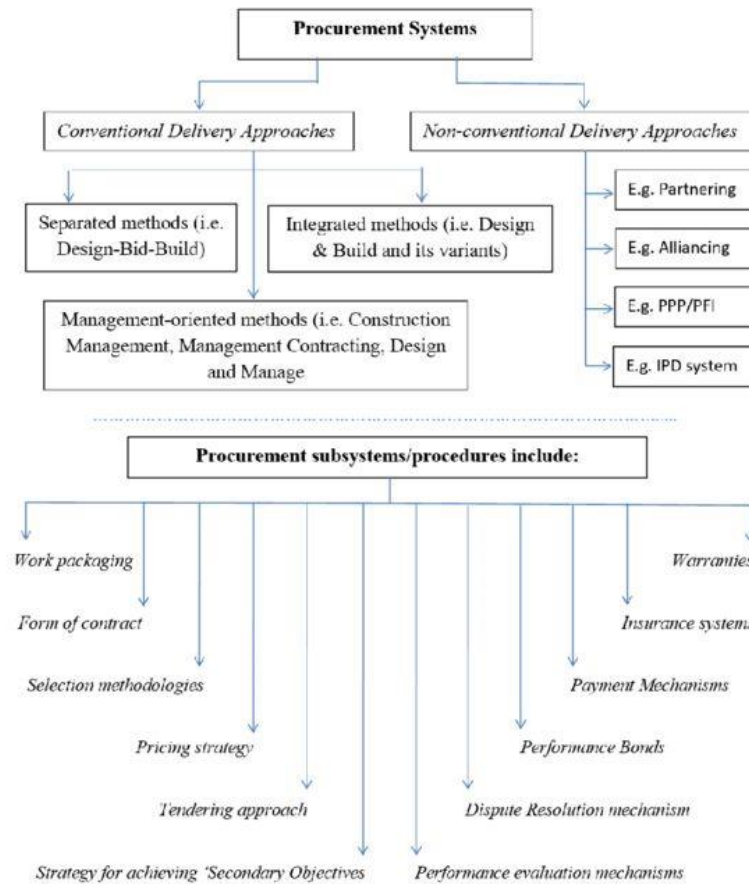 Procurement Systems
Conventional Delivery Approaches
Non-conventional Delivery Approaches
Separated methods (i.e.
Design-Bid-Build)
Integrated methods (i.e. Design
& Build and its variants)
Management-oriented methods (i.e. Construction
Management, Management Contracting, Design
and Manage
E.g. Partnering
E.g. Alliancing
E.g. PPP/PFI
E.g. IPD system
Procurement subsystems/procedures include:
Work packaging
Warranties
Form of contract
Insurance systems
Selection methodologies
Payment Mechanisms
Pricing strategy
Performance Bonds
Tendering approach
Dispute Resolution mechanism
Strategy for achieving 'Secondary Objectives
Performance evaluation mechanisms